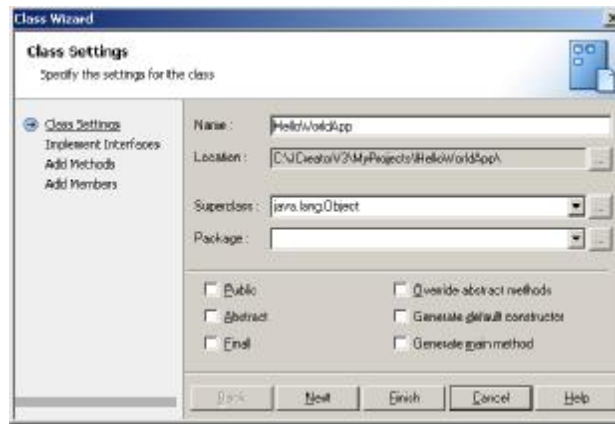 Class Wizard
Class Settings
Specify the settings for the class
Class Settings
Implement Interfaces
Add Methods
Add Members
Name : HelloWorldApp
Location : C:\JCreatorV3\MyProjects\HelloWorldApp\
...
Superclass : java.lang.Object
...
Package :
...
Public
Override abstract methods
Abstract
Generate default constructor
Final
Generate main method
Back Next Finish Cancel Help